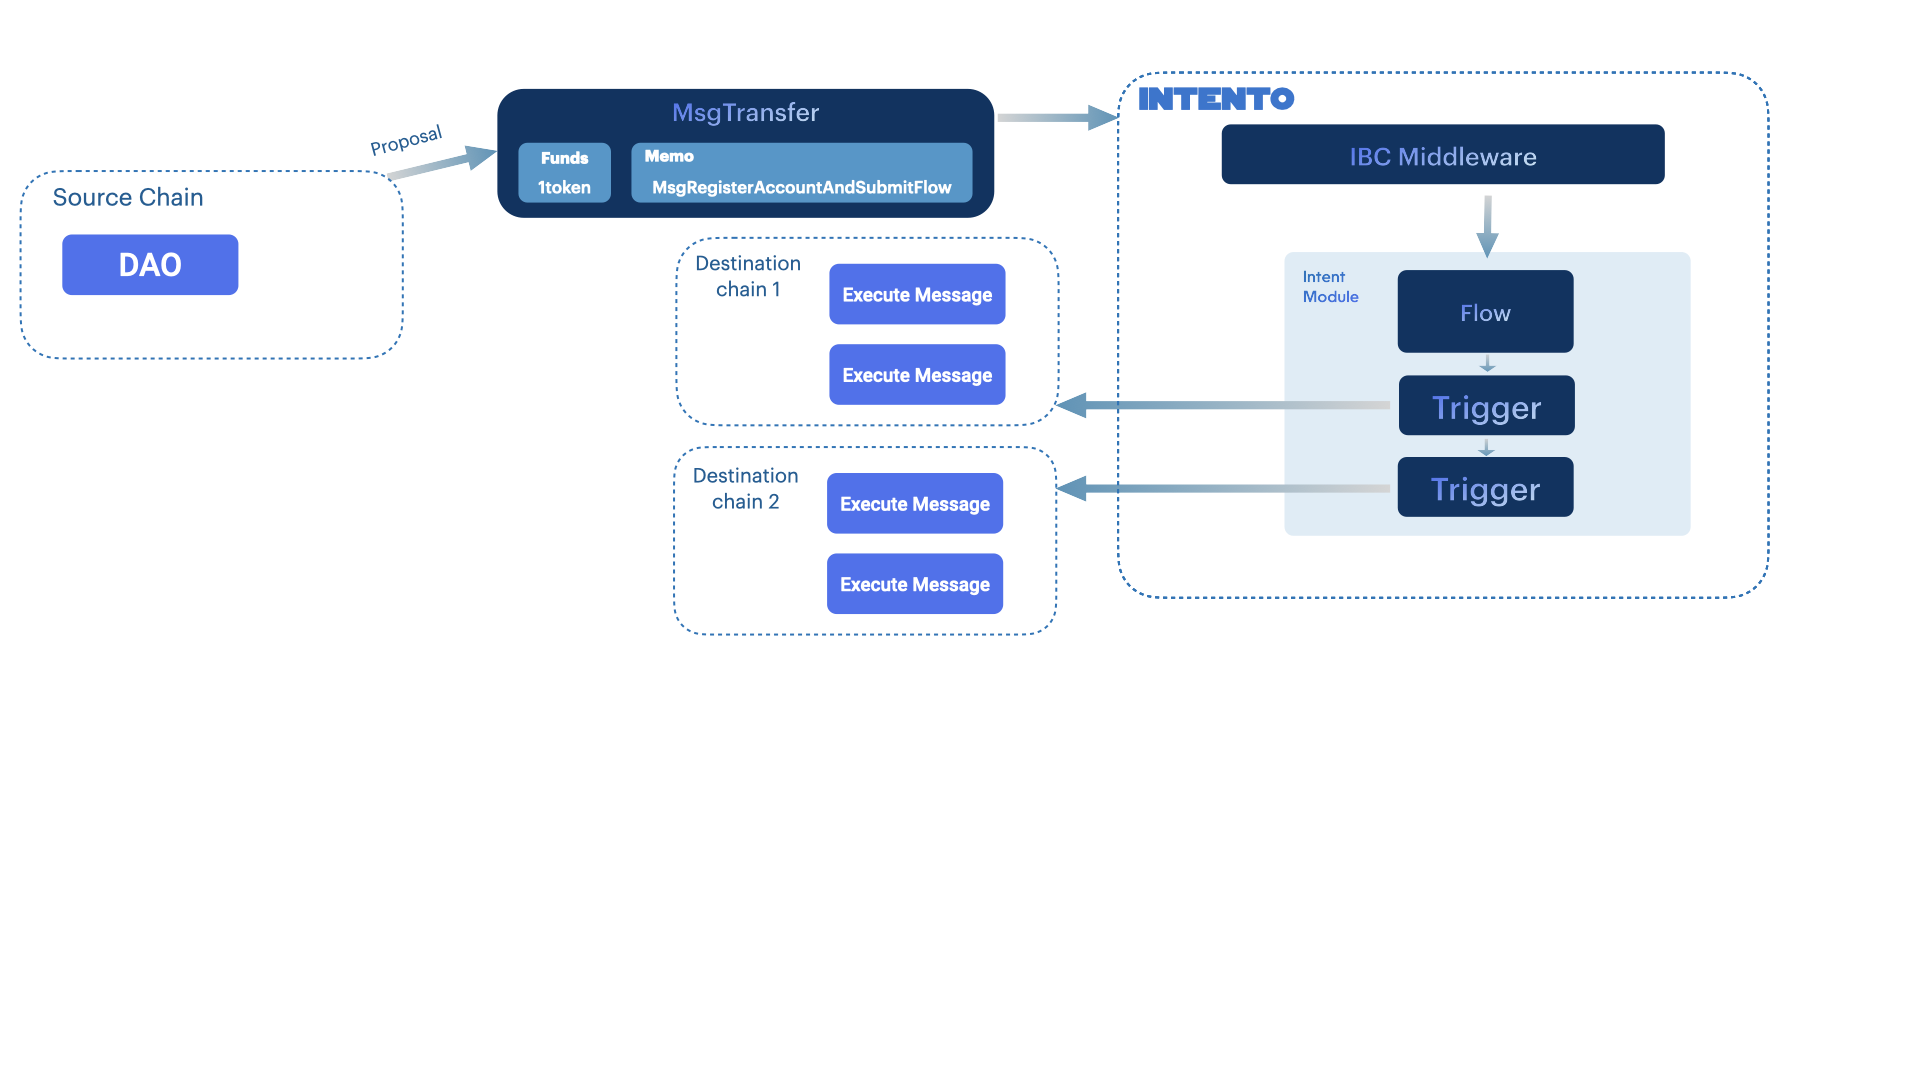 Proposal
Source Chain
DAO
MsgTransfer
Funds
1token
Memo
MsgRegisterAccountAndSubmitFlow
INTENTO
IBC Middleware
Intent
Module
Flow
Trigger
Trigger
Destination
chain 1
Execute Message
Execute Message
Destination
chain 2
Execute Message
Execute Message